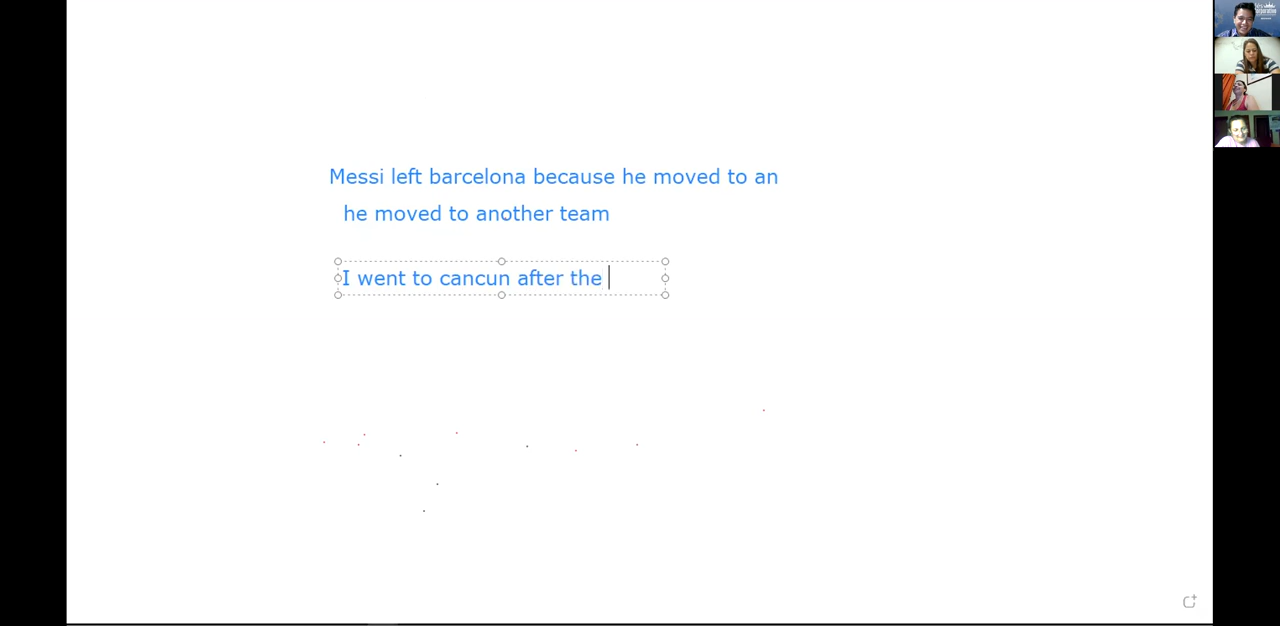 Messi left barcelona because he moved to an
he moved to another team
I went to cancun after the